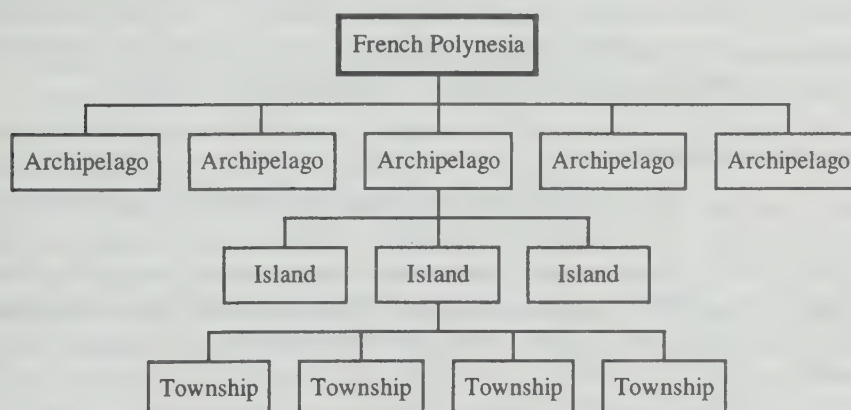 French Polynesia
Archipelago Archipelago Archipelago Archipelago Archipelago
Island Island Island
Township Township Township Township